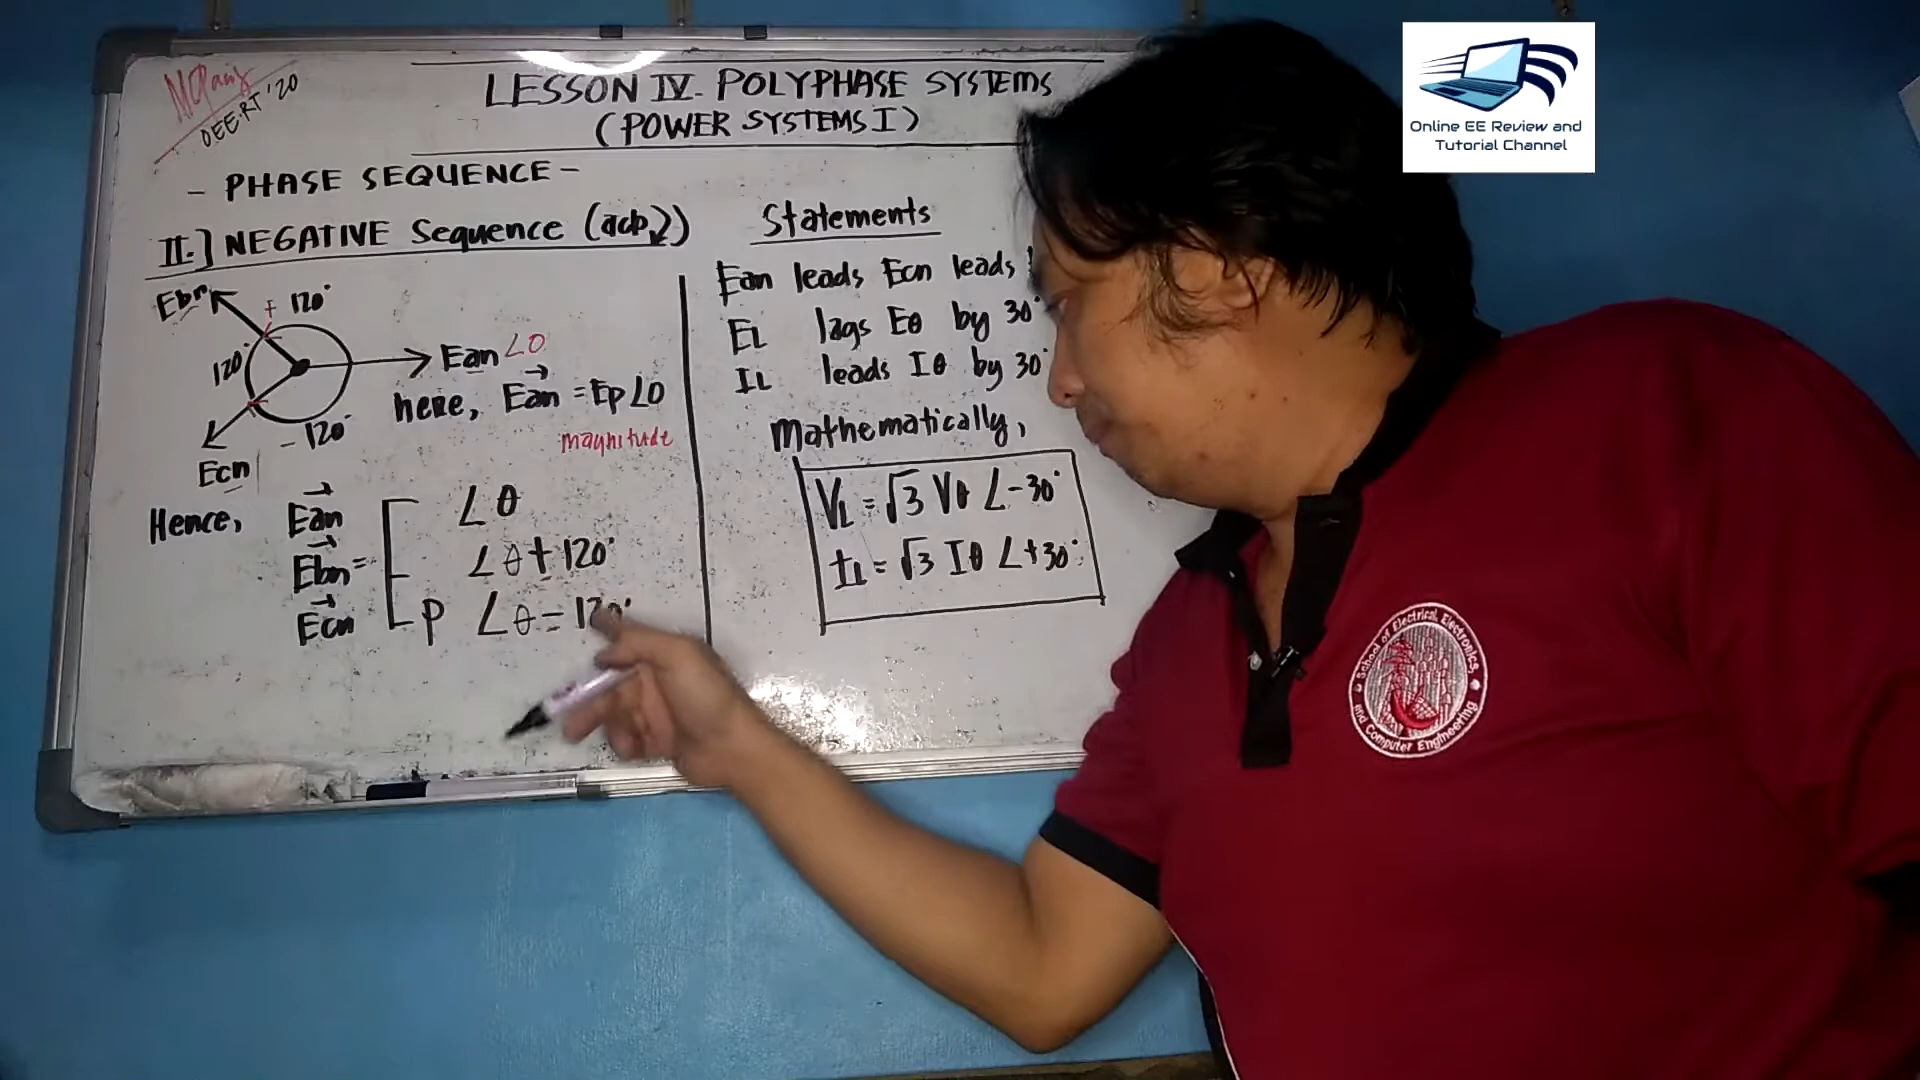 OEE.RT '20
LESSON IV. POLYPHASE SYSTEMS
(POWER SYSTEMS I)
- PHASE SEQUENCE -
II.] NEGATIVE Sequence (acb)
Ebn + 120°
120°
Ean ∠0
here, Ean = Ep∠0
magnitude
- 120°
Ecn
Hence, Ean ∠θ
Ebn = ∠θ + 120°
Ecn p ∠θ - 120°
Statements
Ean leads Ecn leads
EL lags Eθ by 30°
IL leads Iθ by 30°
Mathematically,
VL = √3 Vθ ∠-30°
IL = √3 Iθ ∠+30°
Online EE Review and
Tutorial Channel
School of Electrical, Electronics,
and Computer Engineering